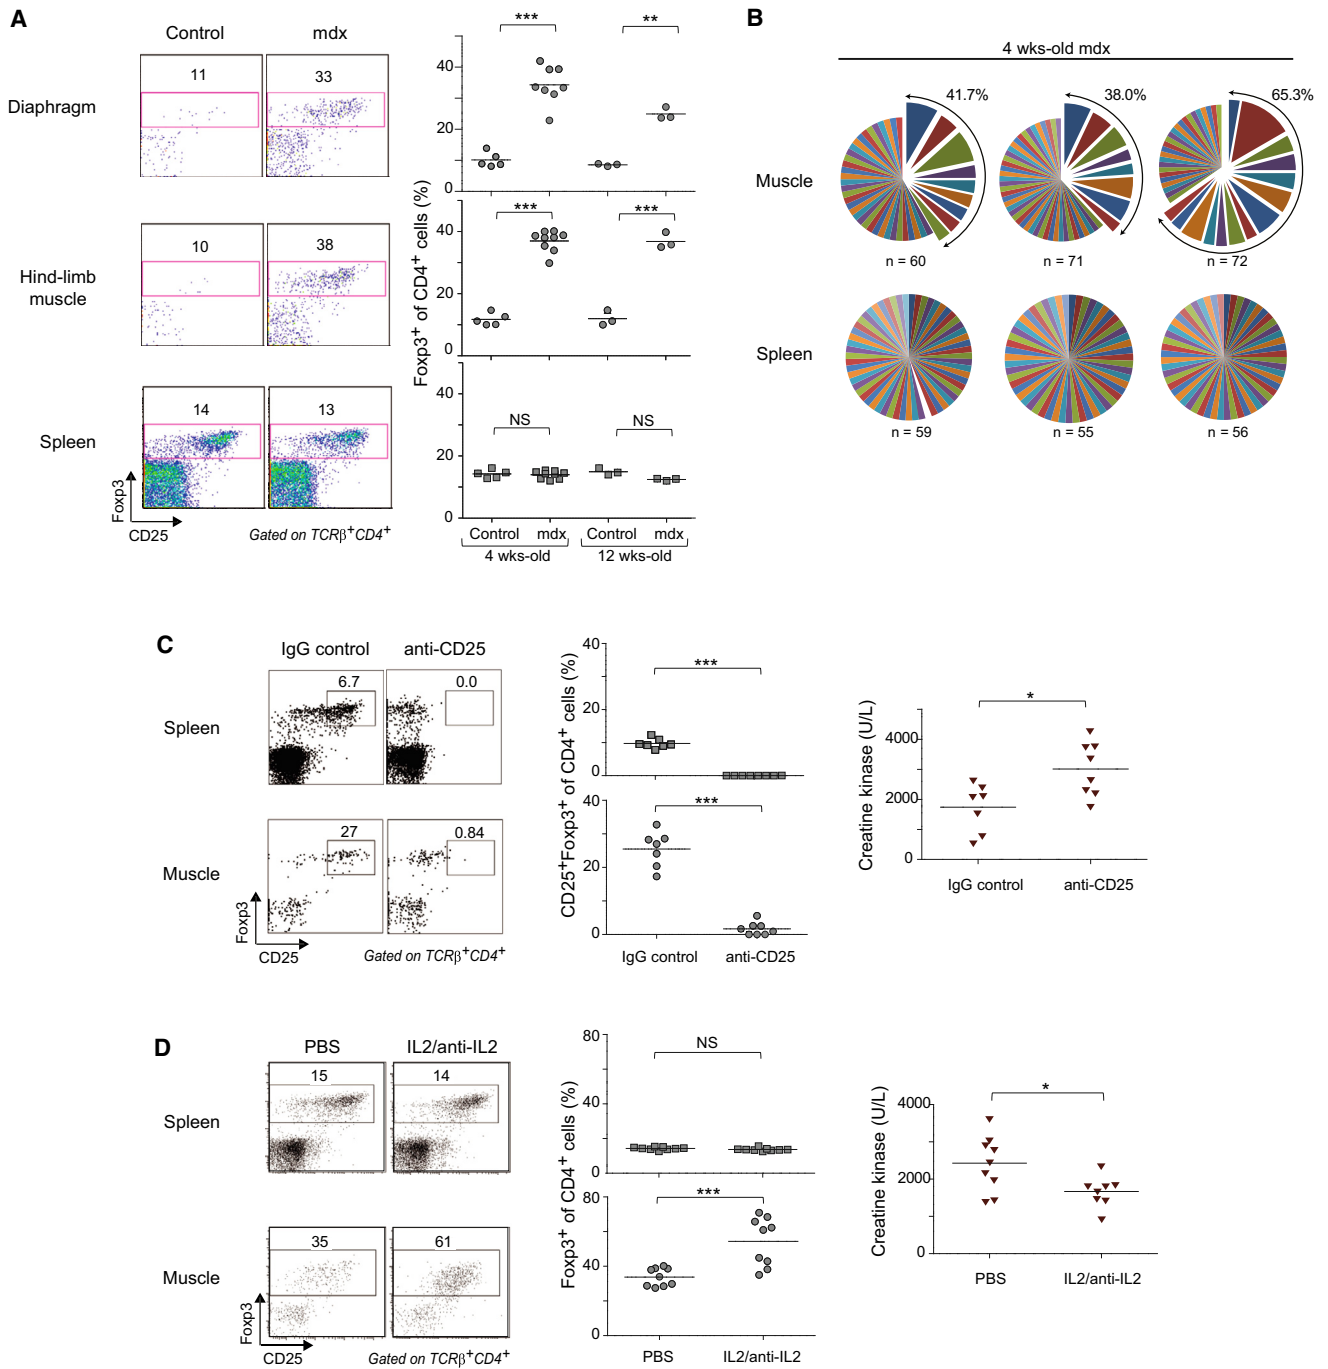 A
Control
mdx
Diaphragm
11
33
Hind-limb
muscle
10
38
Spleen
14
13
Foxp3
CD25
Gated on TCRβ⁺CD4⁺
Foxp3⁺ of CD4⁺ cells (%)
***
**
40
20
0
***
***
40
20
0
NS
NS
40
20
0
Control
mdx
Control
mdx
4 wks-old
12 wks-old
B
4 wks-old mdx
Muscle
41.7%
38.0%
65.3%
n = 60
n = 71
n = 72
Spleen
n = 59
n = 55
n = 56
C
IgG control
anti-CD25
Spleen
6.7
0.0
Muscle
27
0.84
Foxp3
CD25
Gated on TCRβ⁺CD4⁺
CD25⁺Foxp3⁺ of CD4⁺ cells (%)
40
20
0
***
40
20
0
***
IgG control
anti-CD25
Creatine kinase (U/L)
4000
2000
0
*
IgG control
anti-CD25
D
PBS
IL2/anti-IL2
Spleen
15
14
Muscle
35
61
Foxp3
CD25
Gated on TCRβ⁺CD4⁺
Foxp3⁺ of CD4⁺ cells (%)
80
40
20
0
NS
80
40
0
***
PBS
IL2/anti-IL2
Creatine kinase (U/L)
4000
2000
0
*
PBS
IL2/anti-IL2